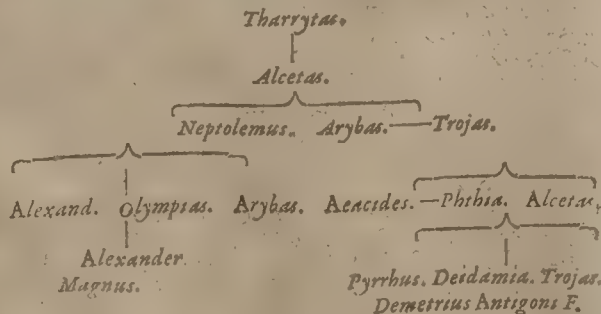 Tharrytas.
Alcetas.
Neptolemus. Arybas. Trojas.
Alexand. Olympias. Arybas. Aeacides. Phthia. Alcetas.
Alexander
Magnus.
Pyrrhus. Deidamia. Trojas.
Demetrius Antigoni F.